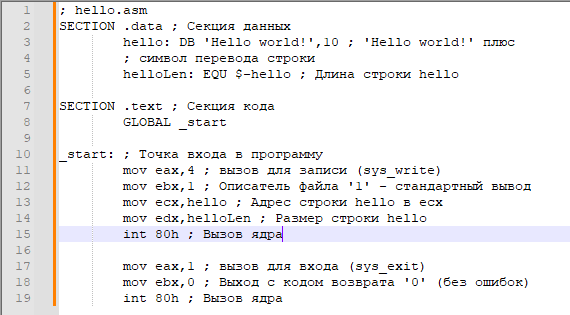 1 ; hello.asm
2 SECTION .data ; Секция данных
3 hello: DB 'Hello world!',10 ; 'Hello world!' плюс
4 ; символ перевода строки
5 helloLen: EQU $-hello ; Длина строки hello
6
7 SECTION .text ; Секция кода
8 GLOBAL _start
9
10 _start: ; Точка входа в программу
11 mov eax,4 ; вызов для записи (sys_write)
12 mov ebx,1 ; Описатель файла '1' - стандартный вывод
13 mov ecx,hello ; Адрес строки hello в ecx
14 mov edx,helloLen ; Размер строки hello
15 int 80h ; Вызов ядра
16
17 mov eax,1 ; вызов для входа (sys_exit)
18 mov ebx,0 ; Выход с кодом возврата '0' (без ошибок)
19 int 80h ; Вызов ядра